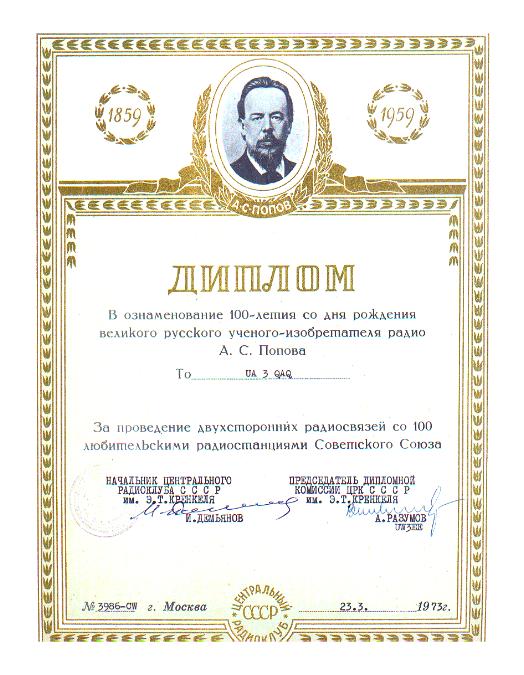 1859
1959
А·С·ПОПОВ
ДИПЛОМ
В ознаменование 100-летия со дня рождения
великого русского ученого-изобретателя радио
А. С. Попова
То UA 3 QAQ
За проведение двухсторонних радиосвязей со 100
любительскими радиостанциями Советского Союза
НАЧАЛЬНИК ЦЕНТРАЛЬНОГО
РАДИОКЛУБА С С С Р
им. Э.Т.КРЕНКЕЛЯ
И.ДЕМЬЯНОВ
ПРЕДСЕДАТЕЛЬ ДИПЛОМНОЙ
КОМИССИИ ЦРК С С С Р
им. Э.Т.КРЕНКЕЛЯ
А.РАЗУМОВ
UW3HE
№ 3986-CW г. Москва
ЦЕНТРАЛЬНЫЙ
СССР
РАДИОКЛУБ
23.3. 1973г.